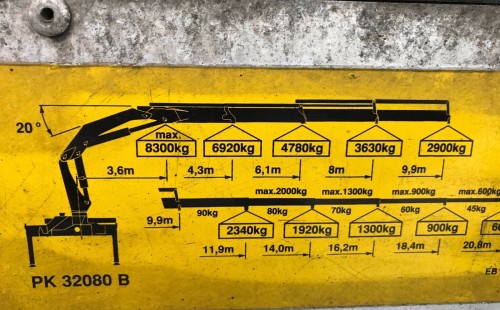 20°
max.
8300kg 6920kg 4780kg 3630kg 2900kg
3,6m 4,3m 6,1m 8m 9,9m
max.2000kg max.1300kg max.900kg max.600kg
9,9m 90kg 80kg 70kg 60kg 45kg
2340kg 1920kg 1300kg 900kg
11,9m 14,0m 16,2m 18,4m 20,8m
PK 32080 B